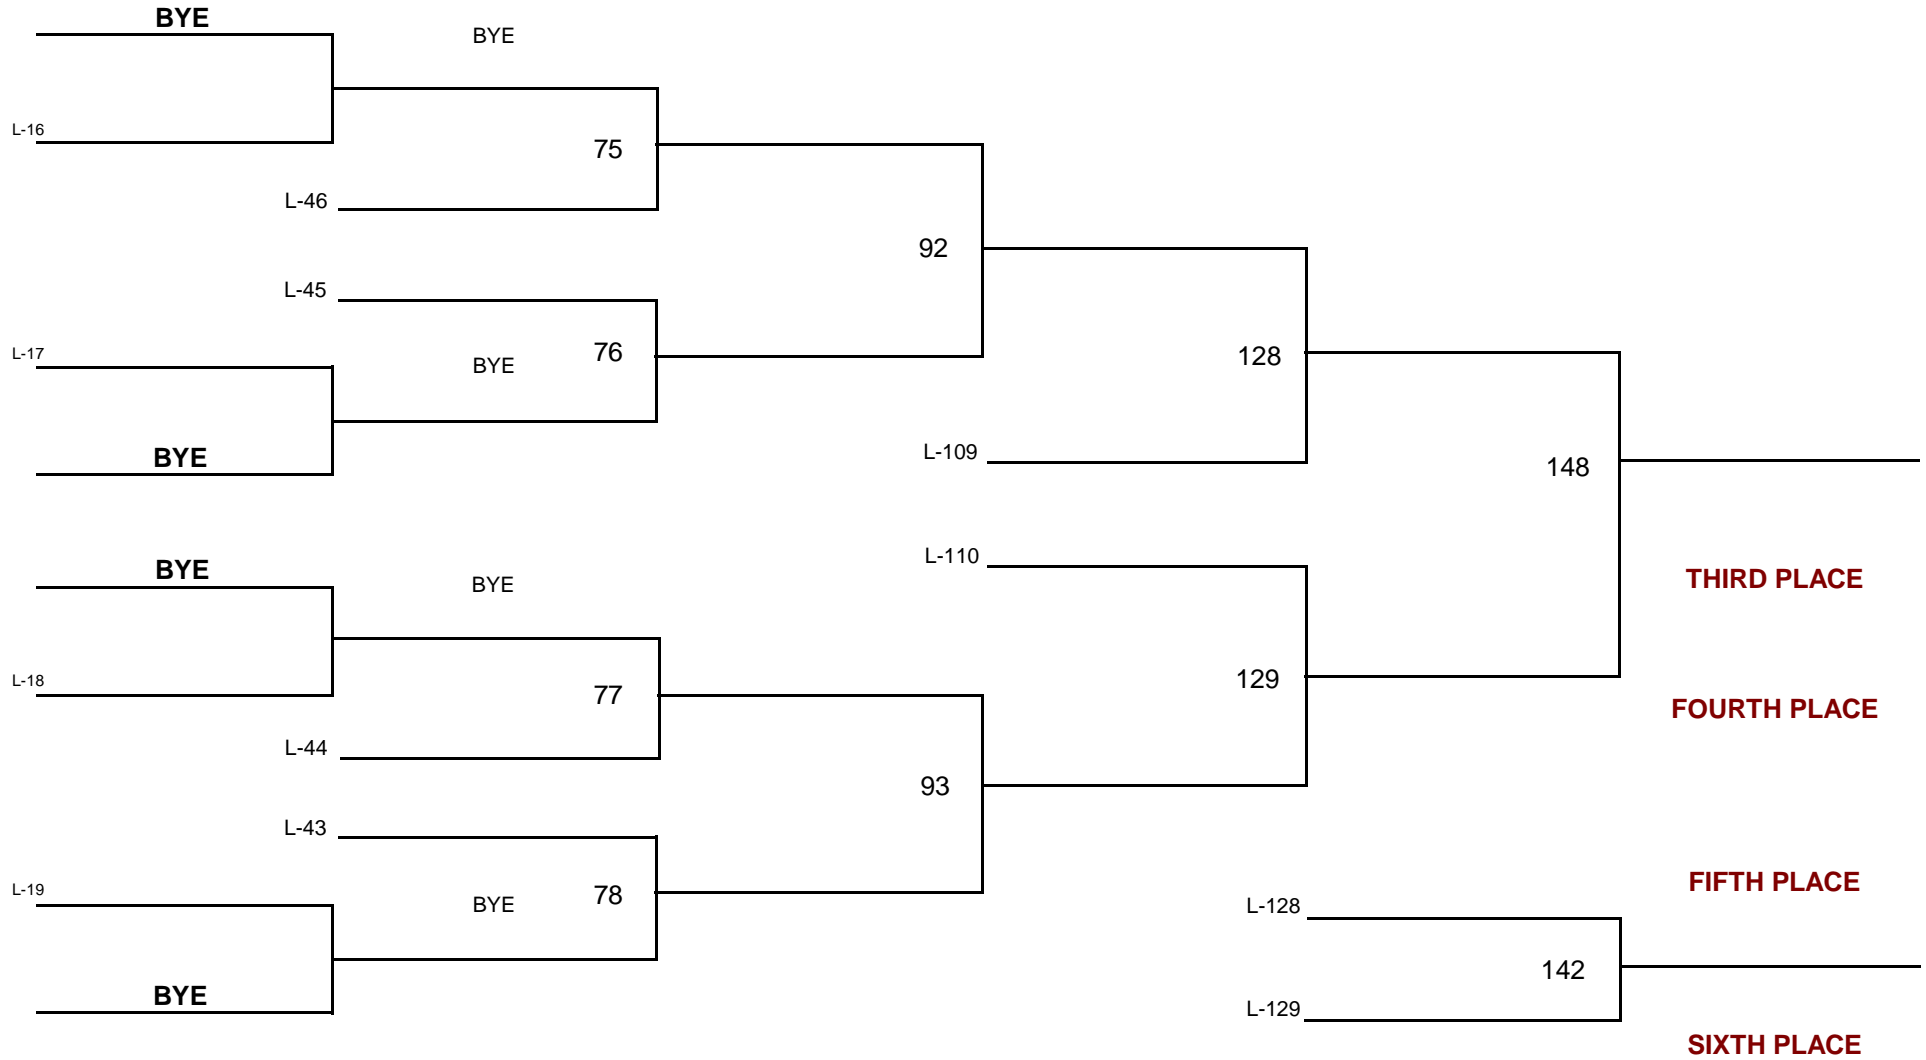 BYE
BYE
L-16
75
L-46
92
L-45
L-17
BYE
76
128
L-109
BYE
148
L-110
BYE
BYE
THIRD PLACE
L-18
129
77
FOURTH PLACE
L-44
93
L-43
FIFTH PLACE
L-19
BYE
78
L-128
142
BYE
L-129
SIXTH PLACE